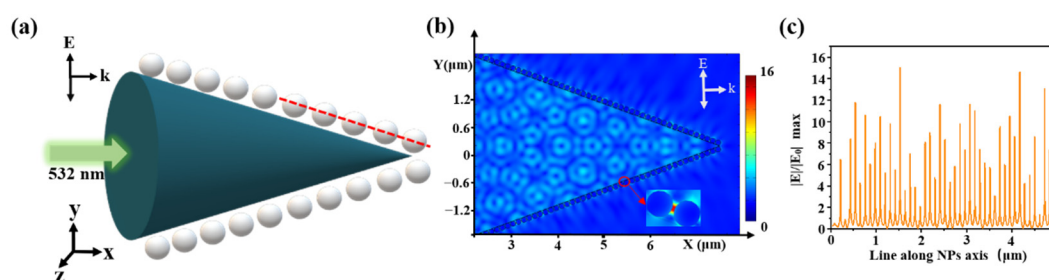 (a)
E
k
532 nm
y
x
z
(b)
Y(μm)
1.2
0.6
0
−0.6
−1.2
3
4
5
6
X (μm)
E
k
16
0
(c)
|E|/|E₀| max
16
14
12
10
8
6
4
2
0
0
1
2
3
4
Line along NPs axis (μm)